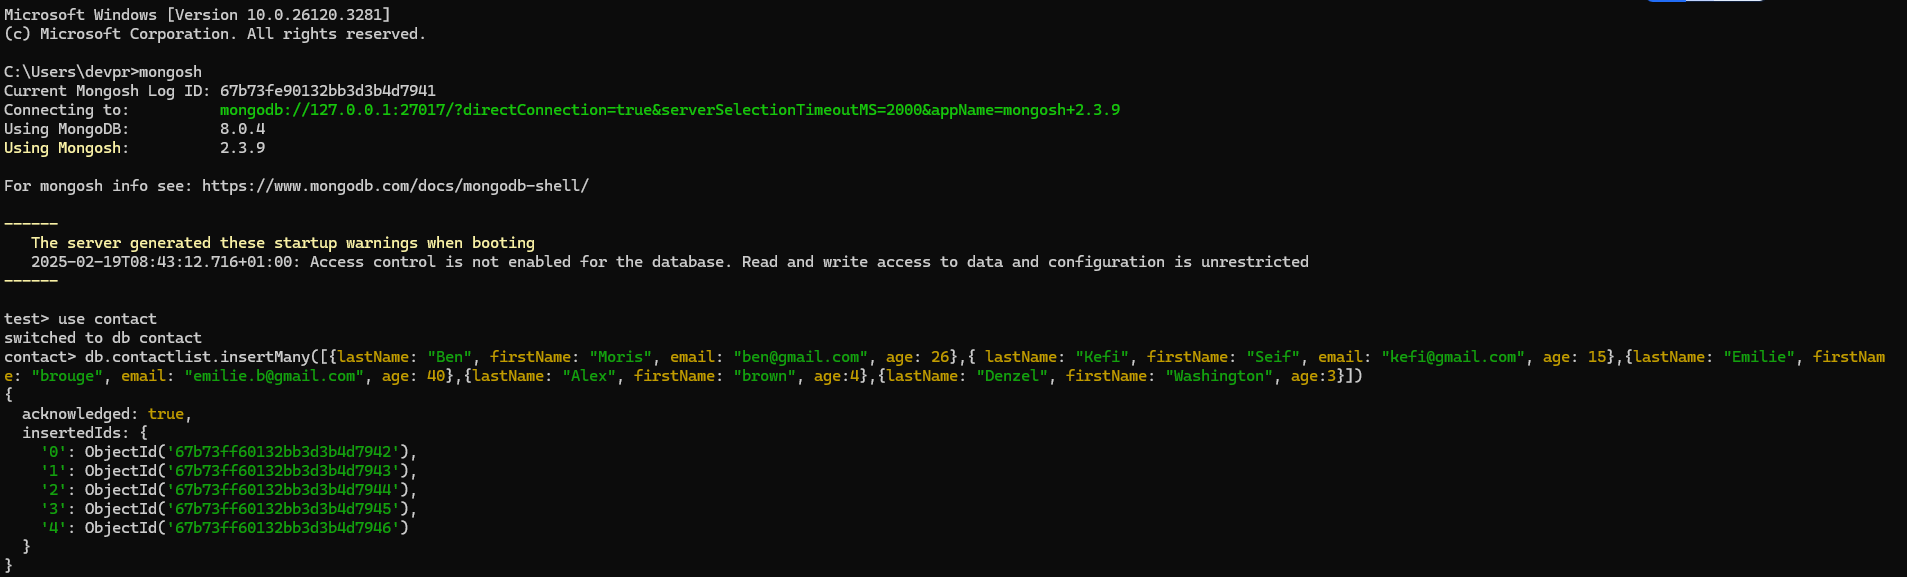 Microsoft Windows [Version 10.0.26120.3281]
(c) Microsoft Corporation. All rights reserved.
C:\Users\devpr>mongosh
Current Mongosh Log ID: 67b73fe90132bb3d3b4d7941
Connecting to:          mongodb://127.0.0.1:27017/?directConnection=true&serverSelectionTimeoutMS=2000&appName=mongosh+2.3.9
Using MongoDB:          8.0.4
Using Mongosh:          2.3.9
For mongosh info see: https://www.mongodb.com/docs/mongodb-shell/
------
   The server generated these startup warnings when booting
   2025-02-19T08:43:12.716+01:00: Access control is not enabled for the database. Read and write access to data and configuration is unrestricted
------
test> use contact
switched to db contact
contact> db.contactlist.insertMany([{lastName: "Ben", firstName: "Moris", email: "ben@gmail.com", age: 26},{ lastName: "Kefi", firstName: "Seif", email: "kefi@gmail.com", age: 15},{lastName: "Emilie", firstNam
e: "brouge", email: "emilie.b@gmail.com", age: 40},{lastName: "Alex", firstName: "brown", age:4},{lastName: "Denzel", firstName: "Washington", age:3}])
{
  acknowledged: true,
  insertedIds: {
    '0': ObjectId('67b73ff60132bb3d3b4d7942'),
    '1': ObjectId('67b73ff60132bb3d3b4d7943'),
    '2': ObjectId('67b73ff60132bb3d3b4d7944'),
    '3': ObjectId('67b73ff60132bb3d3b4d7945'),
    '4': ObjectId('67b73ff60132bb3d3b4d7946')
  }
}